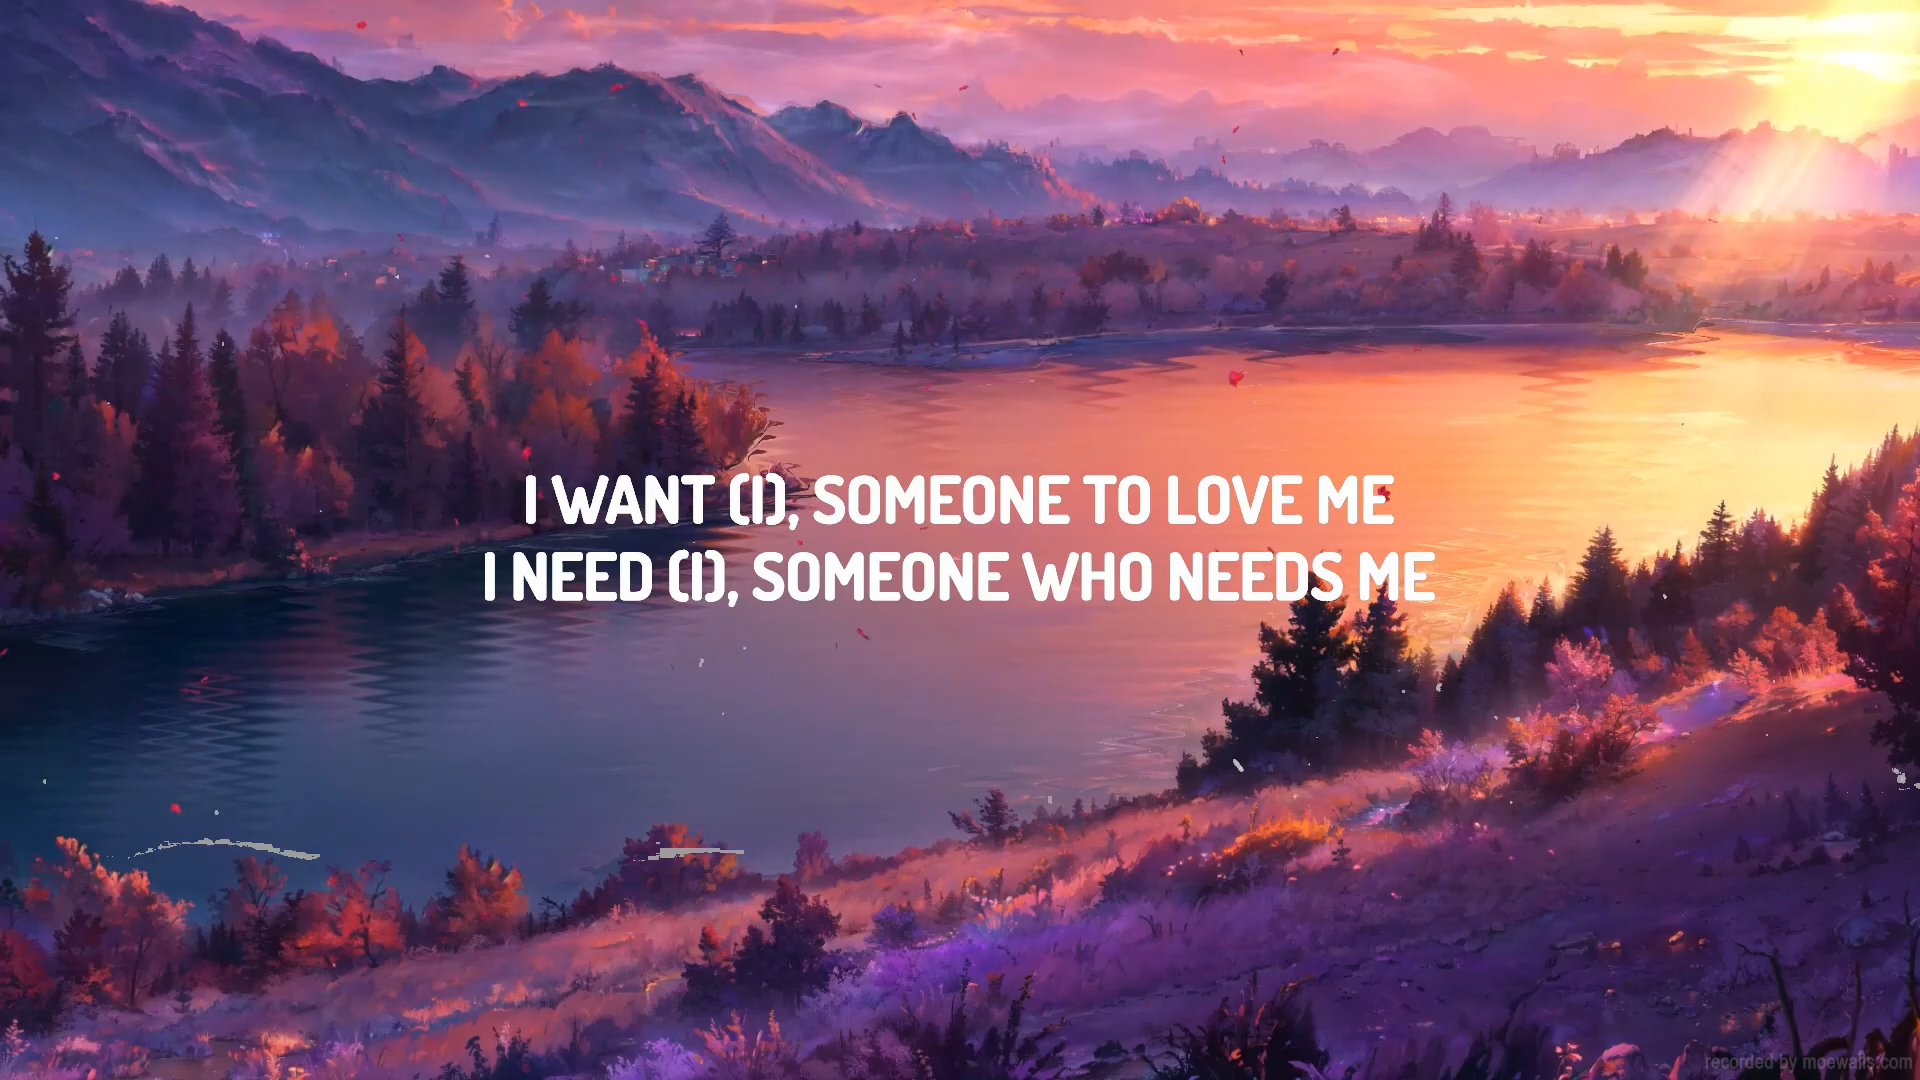 I WANT (I), SOMEONE TO LOVE ME
I NEED (I), SOMEONE WHO NEEDS ME
recorded by moewalls.com